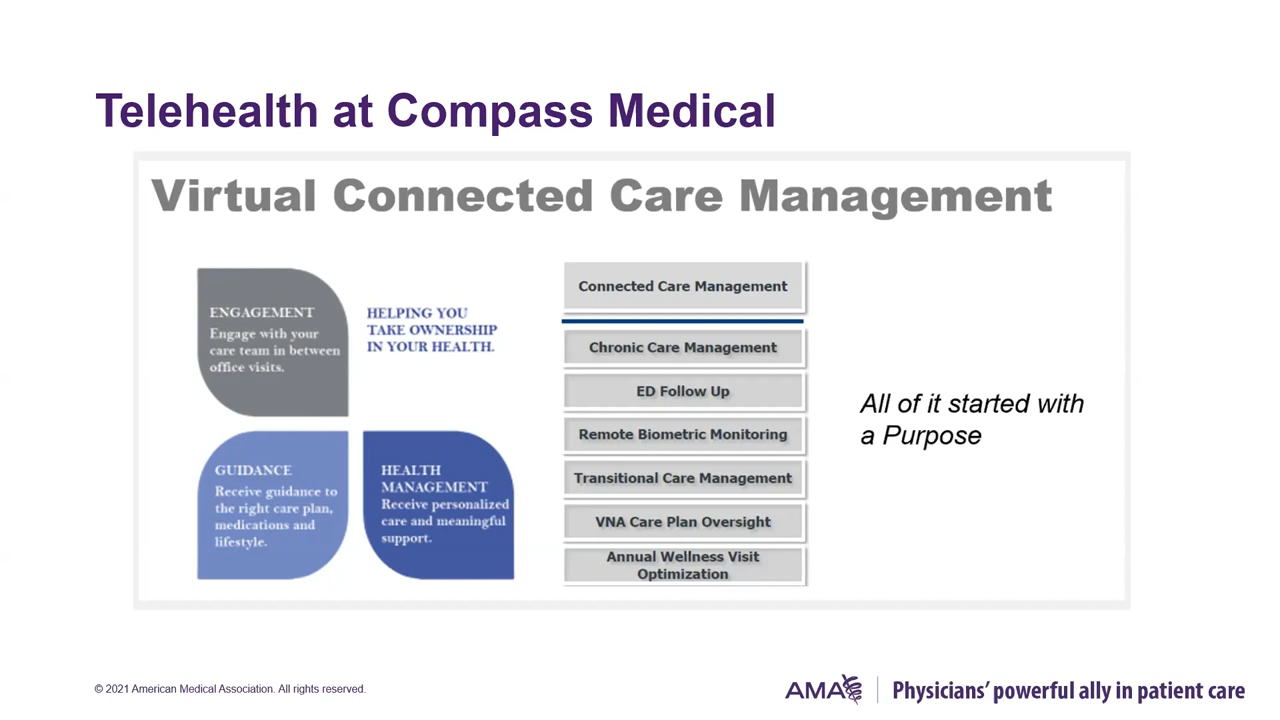 Telehealth at Compass Medical
Virtual Connected Care Management
ENGAGEMENT
Engage with your
care team in between
office visits.
HELPING YOU
TAKE OWNERSHIP
IN YOUR HEALTH.
GUIDANCE
Receive guidance to
the right care plan,
medications and
lifestyle.
HEALTH
MANAGEMENT
Receive personalized
care and meaningful
support.
Connected Care Management
Chronic Care Management
ED Follow Up
Remote Biometric Monitoring
Transitional Care Management
VNA Care Plan Oversight
Annual Wellness Visit
Optimization
All of it started with
a Purpose
© 2021 American Medical Association. All rights reserved.
AMA
Physicians’ powerful ally in patient care